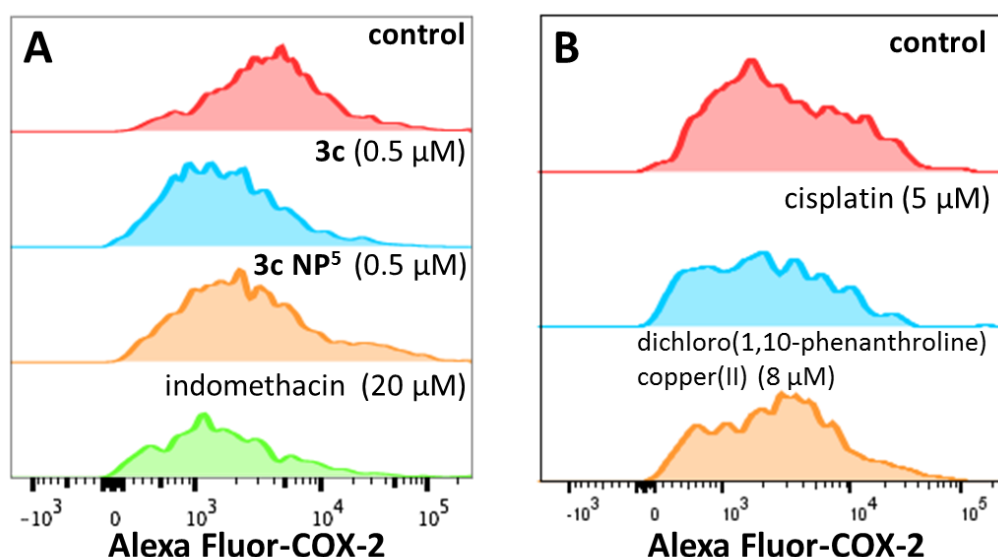 A
control
3c (0.5 µM)
3c NP⁵ (0.5 µM)
indomethacin (20 µM)
-10³ 0 10³ 10⁴ 10⁵
Alexa Fluor-COX-2
B
control
cisplatin (5 µM)
dichloro(1,10-phenanthroline)
copper(II) (8 µM)
-10³ 0 10³ 10⁴ 10⁵
Alexa Fluor-COX-2